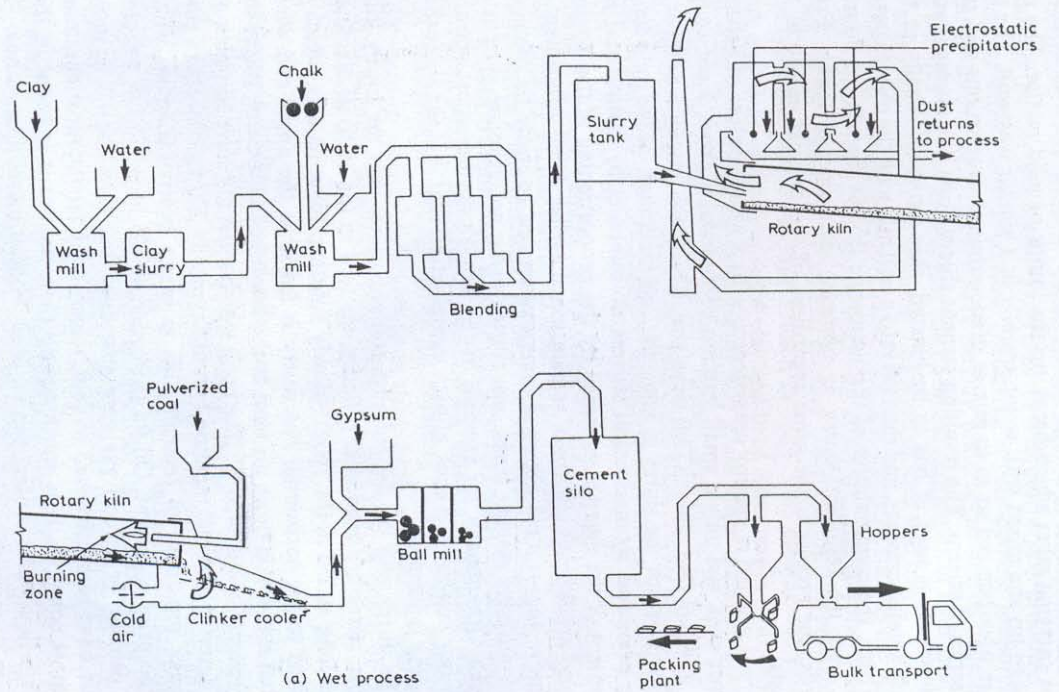 Clay
Water
Wash
mill
Clay
slurry
Chalk
Water
Wash
mill
Blending
Slurry
tank
Electrostatic
precipitators
Dust
returns
to process
Rotary kiln
Pulverized
coal
Rotary kiln
Burning
zone
Cold
air
Clinker cooler
Gypsum
Ball mill
Cement
silo
Hoppers
Packing
plant
Bulk transport
(a) Wet process